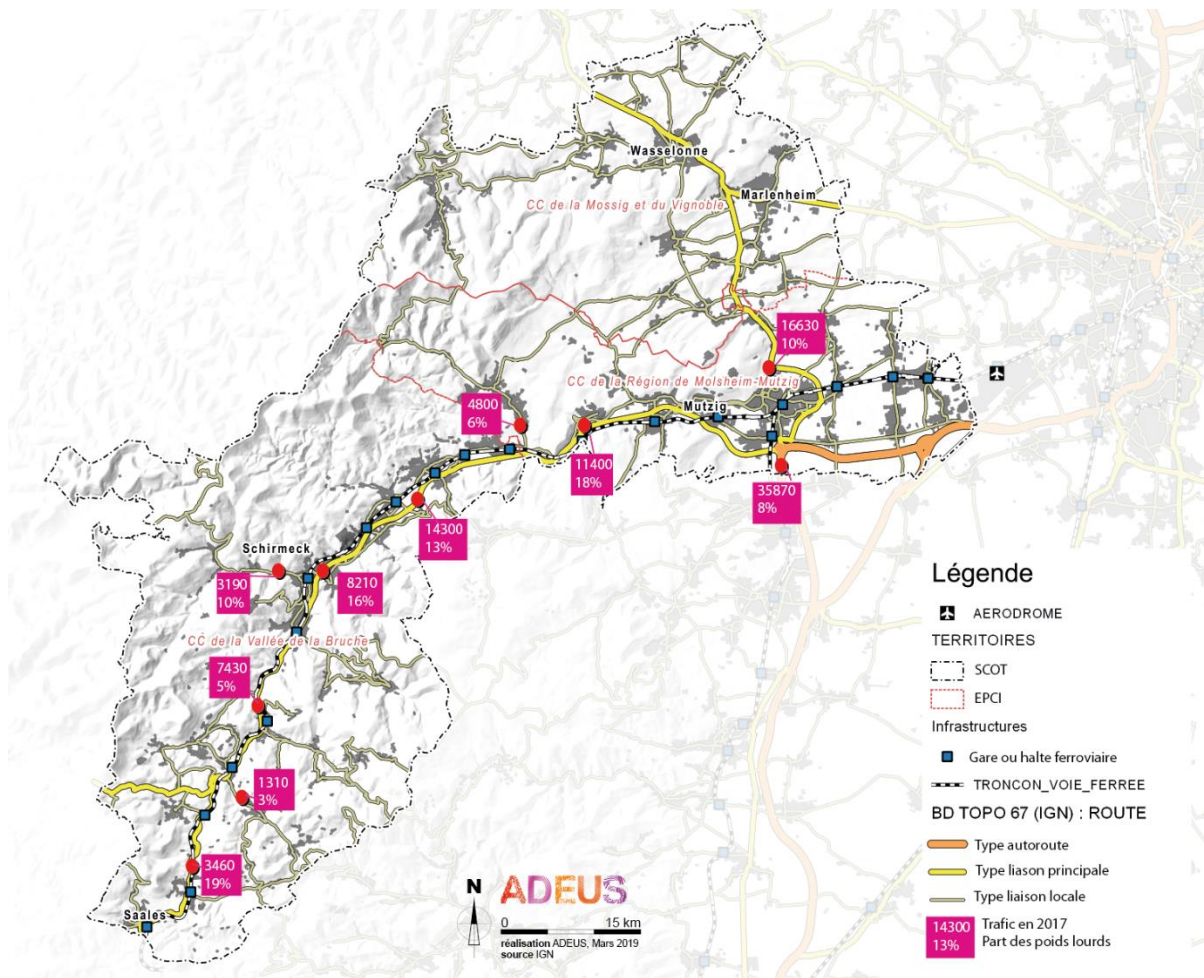 Wasselonne
Marlenheim
CC de la Mossig et du Vignoble
16630
10%
CC de la Région de Molsheim-Mutzig
4800
6%
Mutzig
11400
18%
35870
8%
14300
13%
Schirmeck
3190
10%
8210
16%
CC de la Vallée de la Bruche
7430
5%
1310
3%
3460
19%
Saales
N
ADEUS
0 15 km
réalisation ADEUS, Mars 2019
source IGN
Légende
AERODROME
TERRITOIRES
SCOT
EPCI
Infrastructures
Gare ou halte ferroviaire
TRONCON_VOIE_FERREE
BD TOPO 67 (IGN) : ROUTE
Type autoroute
Type liason principale
Type liaison locale
14300
13%
Trafic en 2017
Part des poids lourds